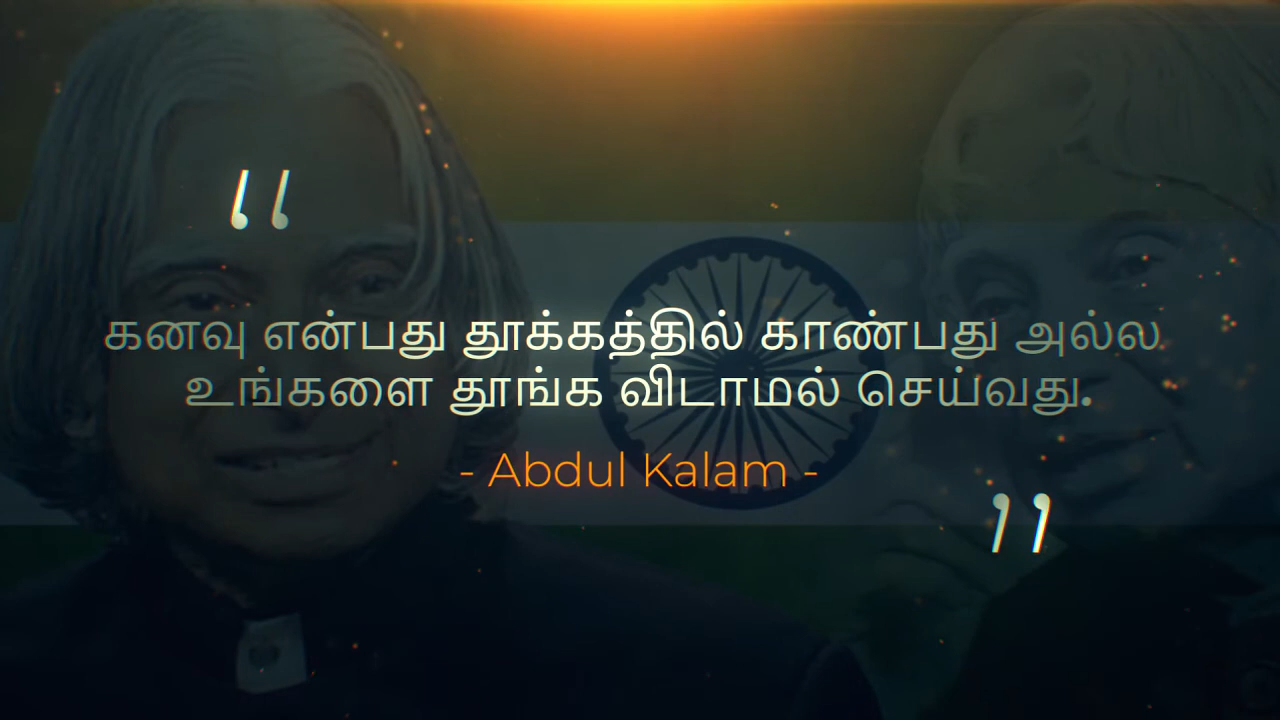 “
கனவு என்பது தூக்கத்தில் காண்பது அல்ல
உங்களை தூங்க விடாமல் செய்வது.
- Abdul Kalam -
”